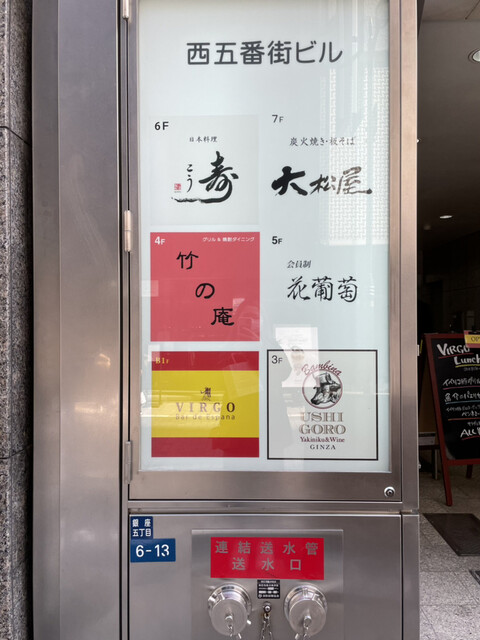 西五番街ビル
6F
日本料理
寿
こう
7F
炭火焼き・板そば
大松屋
4F
グリル & 焼酎ダイニング
竹の庵
5F
会員制
花葡萄
B1F
VIRGO
Bar de España
3F
Bambina
USHI
GORO
Yakiniku&Wine
GINZA
銀座
五丁目
6-13
連結送水管
送水口
VIRGO
Lunch